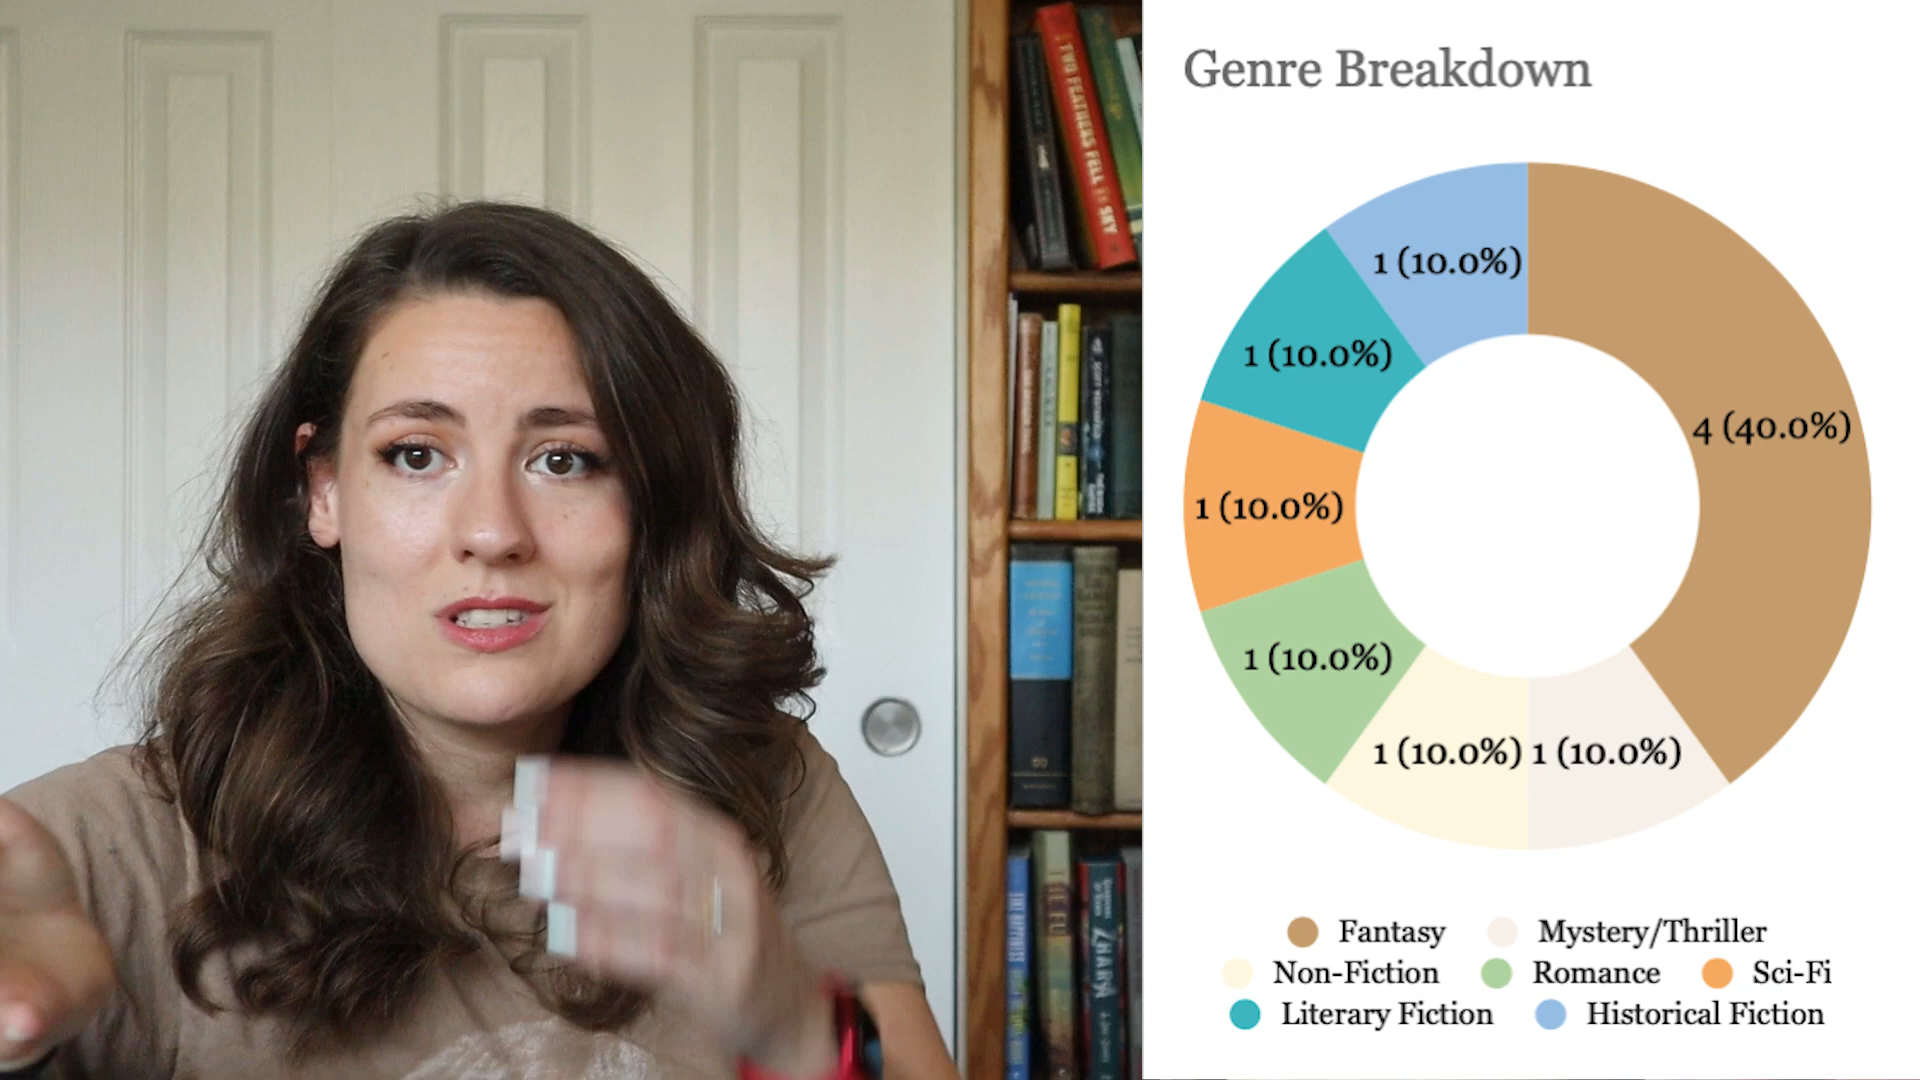 TWO FEATHERS FELL FROM THE SKY
Genre Breakdown
1 (10.0%)
1 (10.0%)
4 (40.0%)
1 (10.0%)
1 (10.0%)
1 (10.0%) 1 (10.0%)
Fantasy Mystery/Thriller
Non-Fiction Romance Sci-Fi
Literary Fiction Historical Fiction